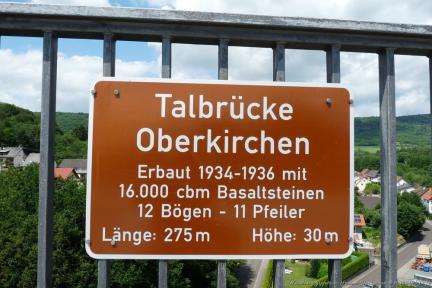 Talbrücke
Oberkirchen
Erbaut 1934-1936 mit
16.000 cbm Basaltsteinen
12 Bögen - 11 Pfeiler
Länge: 275 m Höhe: 30 m